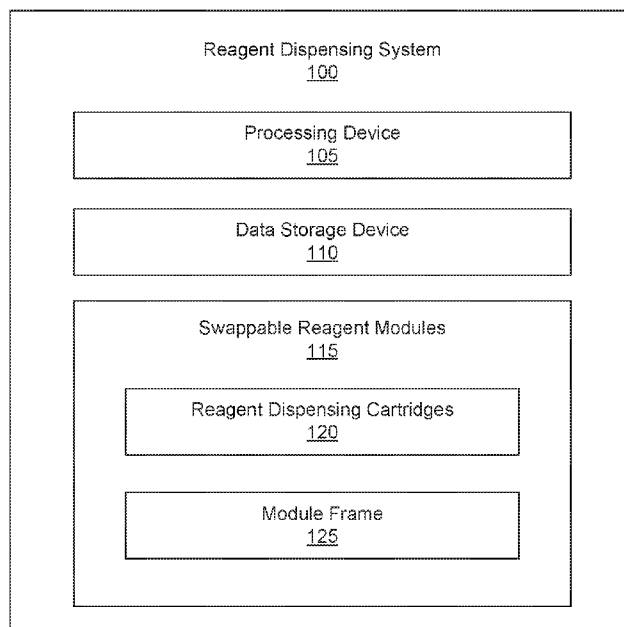 Reagent Dispensing System
100
Processing Device
105
Data Storage Device
110
Swappable Reagent Modules
115
Reagent Dispensing Cartridges
120
Module Frame
125